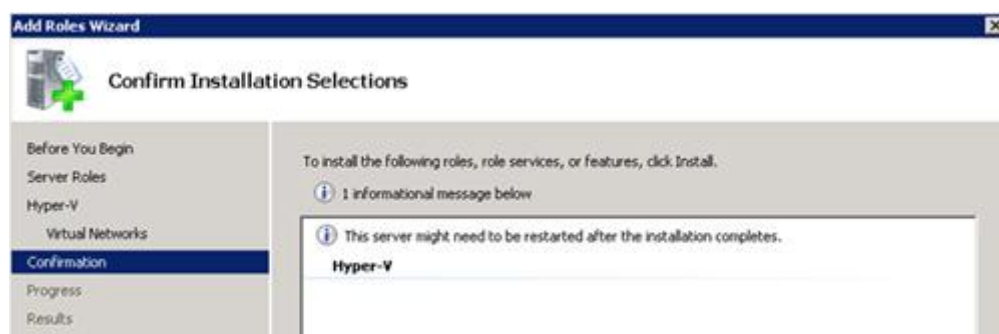 Add Roles Wizard
Confirm Installation Selections
Before You Begin
Server Roles
Hyper-V
Virtual Networks
Confirmation
Progress
Results
To install the following roles, role services, or features, click Install.
1 informational message below
This server might need to be restarted after the installation completes.
Hyper-V